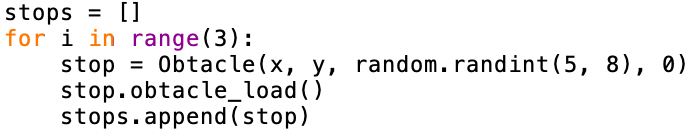 stops = []
for i in range(3):
    stop = Obtacle(x, y, random.randint(5, 8), 0)
    stop.obtacle_load()
    stops.append(stop)